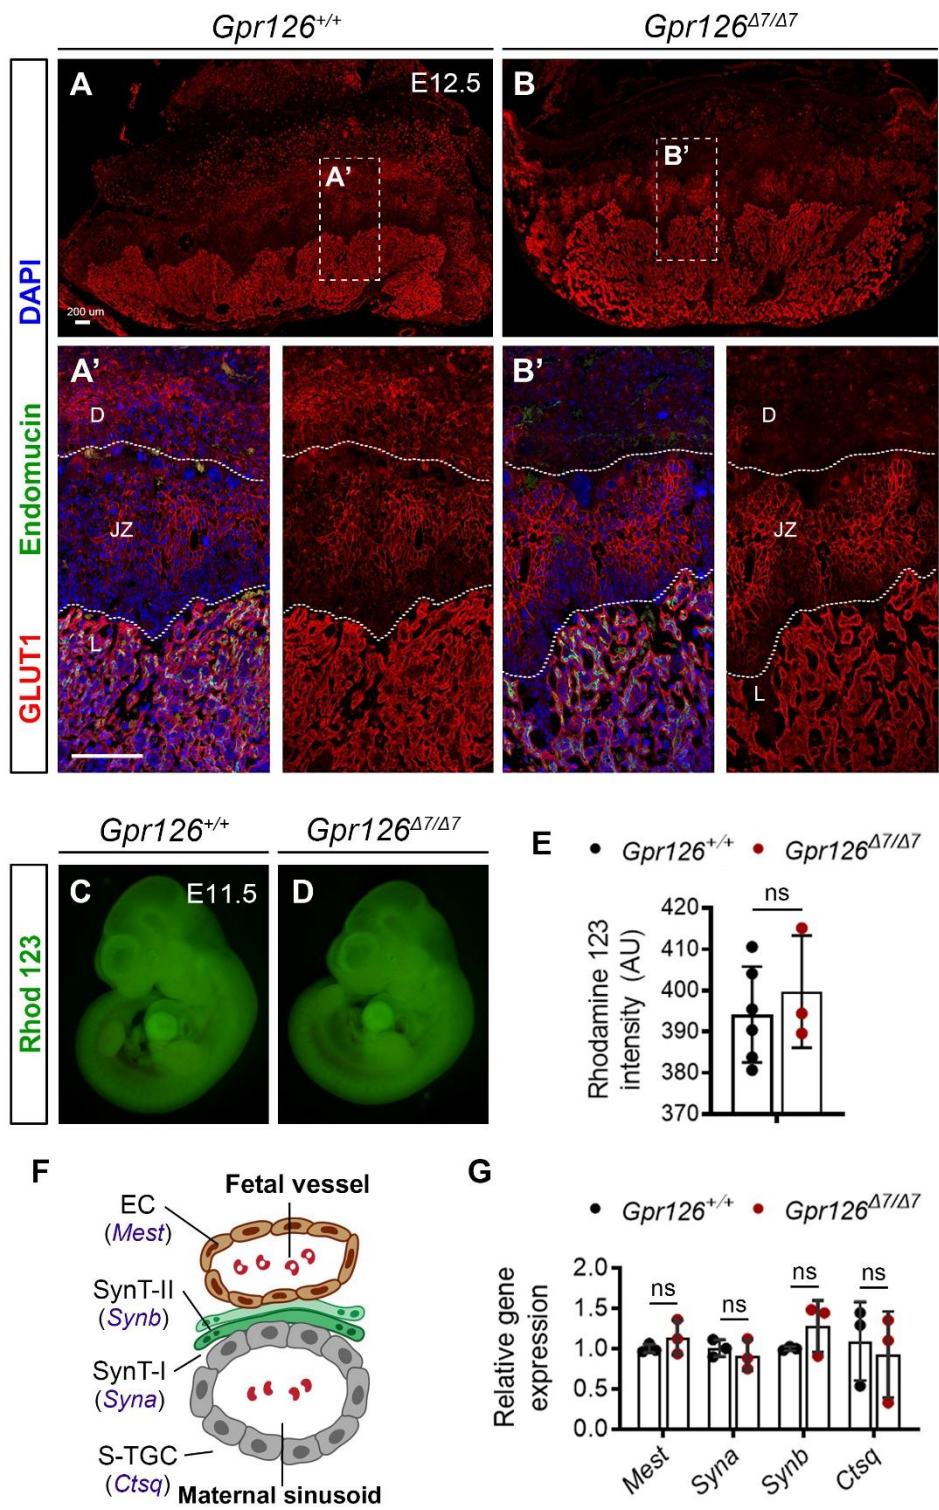 Gpr126+/+ Gpr126Δ7/Δ7
GLUT1 Endomucin DAPI
A E12.5
A’
200 um
B
B’
A’
D
JZ
L
B’
D
JZ
L
Gpr126+/+ Gpr126Δ7/Δ7
Rhod 123
C E11.5
D
E
Gpr126+/+ Gpr126Δ7/Δ7
ns
Rhodamine 123
intensity (AU)
420
410
400
390
380
370
F
Fetal vessel
EC
(Mest)
SynT-II
(Synb)
SynT-I
(Syna)
S-TGC
(Ctsq)
Maternal sinusoid
G
Gpr126+/+ Gpr126Δ7/Δ7
Relative gene
expression
2.0
1.5
1.0
0.5
0.0
ns ns ns ns
Mest Syna Synb Ctsq